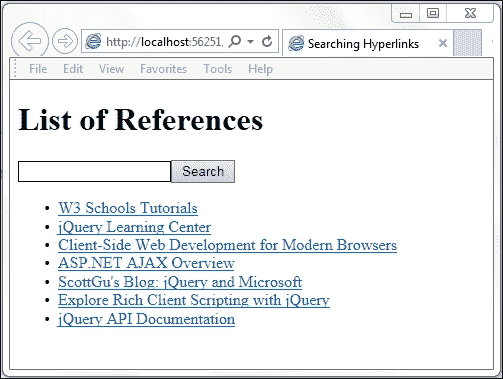 http://localhost:56251,
Searching Hyperlinks
File Edit View Favorites Tools Help
List of References
Search
W3 Schools Tutorials
jQuery Learning Center
Client-Side Web Development for Modern Browsers
ASP.NET AJAX Overview
ScottGu's Blog: jQuery and Microsoft
Explore Rich Client Scripting with jQuery
jQuery API Documentation